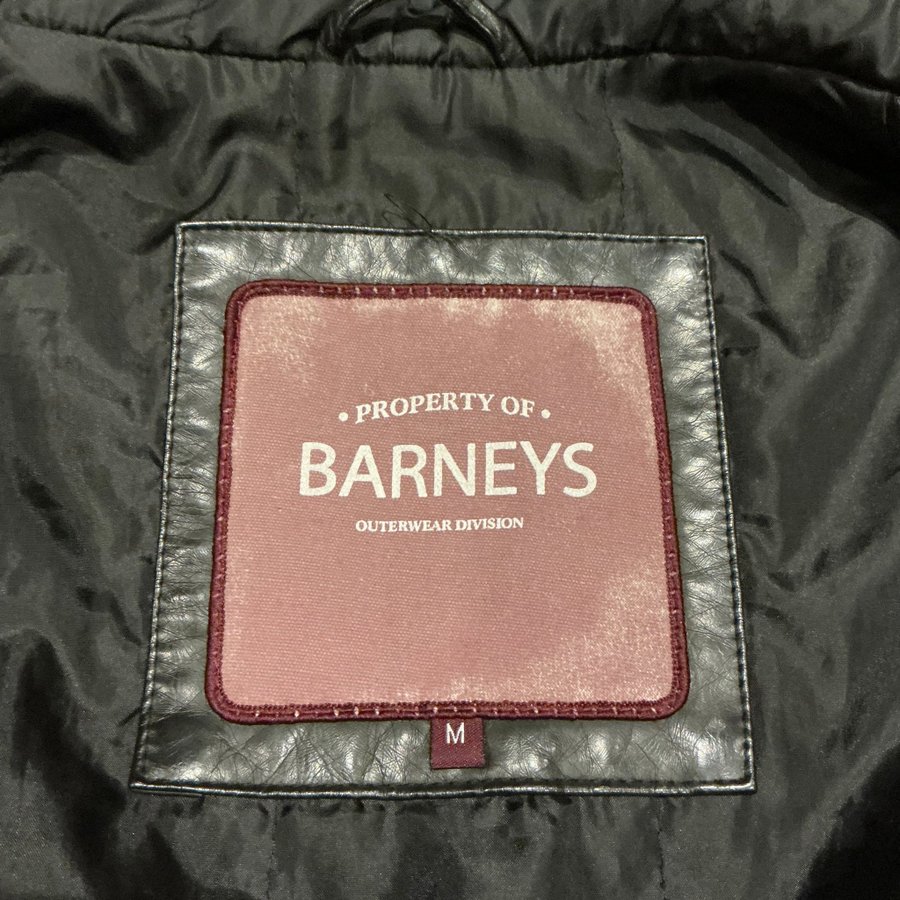 • PROPERTY OF •
BARNEYS
OUTERWEAR DIVISION
M